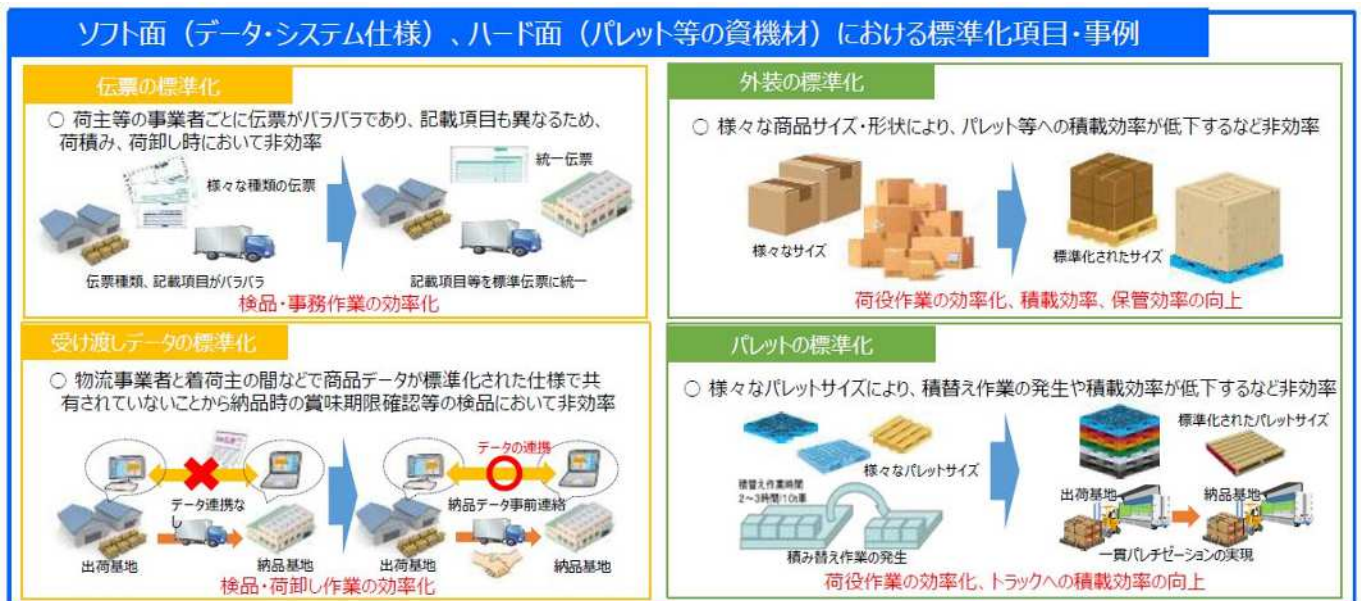 ソフト面（データ・システム仕様）、ハード面（パレット等の資機材）における標準化項目・事例
伝票の標準化
○ 荷主等の事業者ごとに伝票がバラバラであり、記載項目も異なるため、
荷積み、荷卸し時において非効率
様々な種類の伝票
統一伝票
伝票種類、記載項目がバラバラ
記載項目等を標準伝票に統一
検品・事務作業の効率化
外装の標準化
○ 様々な商品サイズ・形状により、パレット等への積載効率が低下するなど非効率
様々なサイズ
標準化されたサイズ
荷役作業の効率化、積載効率、保管効率の向上
受け渡しデータの標準化
○ 物流事業者と着荷主の間などで商品データが標準化された仕様で共
有されていないことから納品時の賞味期限確認等の検品において非効率
データ連携な
し
出荷基地
納品基地
データの連携
納品データ事前連絡
出荷基地
納品基地
検品・荷卸し作業の効率化
パレットの標準化
○ 様々なパレットサイズにより、積替え作業の発生や積載効率が低下するなど非効率
様々なパレットサイズ
積替え作業時間
2～3時間/10t車
積み替え作業の発生
標準化されたパレットサイズ
出荷基地
納品基地
一貫パレチゼーションの実現
荷役作業の効率化、トラックへの積載効率の向上